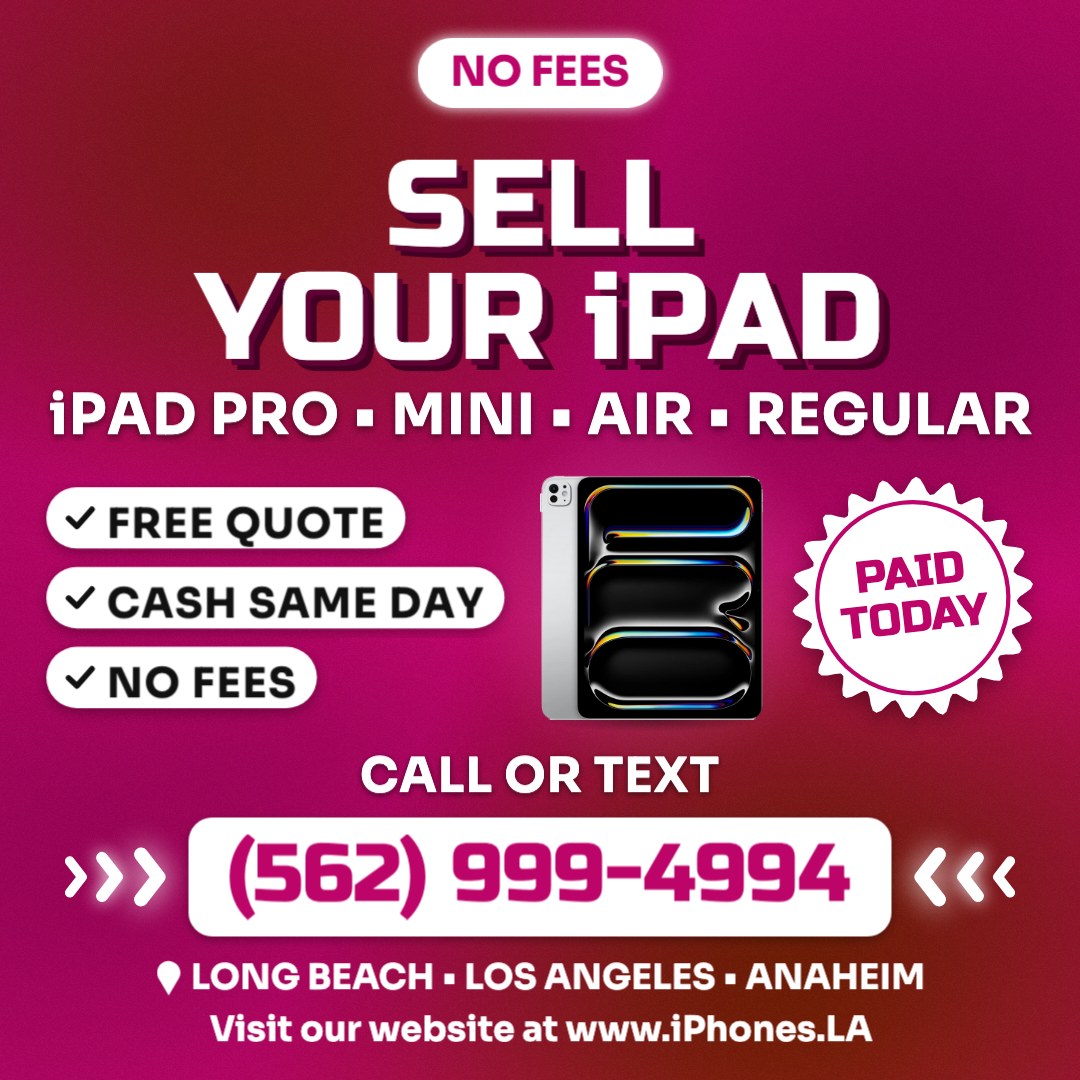 NO FEES
SELL
YOUR iPAD
iPAD PRO ▪ MINI ▪ AIR ▪ REGULAR
✓ FREE QUOTE
✓ CASH SAME DAY
✓ NO FEES
PAID
TODAY
CALL OR TEXT
(562) 999-4994
LONG BEACH ▪ LOS ANGELES ▪ ANAHEIM
Visit our website at www.iPhones.LA